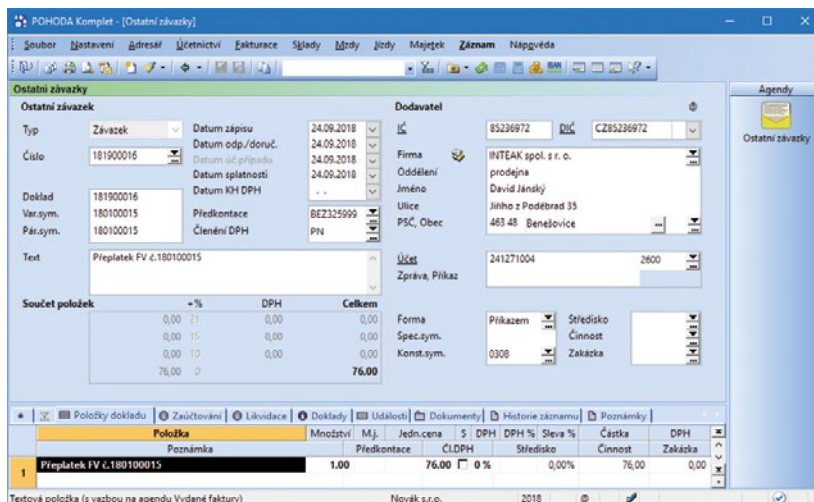 POHODA Komplet - [Ostatní závazky]
Soubor Nastavení Adresář Účetnictví Fakturace Sklady Mzdy Jízdy Majetek Záznam Nápověda
Ostatní závazky
Agendy
Ostatní závazky
Ostatní závazek
Typ Závazek
Číslo 181900016
Doklad 181900016
Var.sym. 180100015
Pár.sym. 180100015
Datum zápisu 24.09.2018
Datum odp./doruč. 24.09.2018
Datum úč.případu 24.09.2018
Datum splatnosti 24.09.2018
Datum KH DPH . .
Předkontace BEZ325999
Členění DPH PN
Text Přeplatek FV č.180100015
Dodavatel
IČ 85236972 DIČ CZ85236972
Firma INTEAK spol. s r. o.
Oddělení prodejna
Jméno David Jánský
Ulice Jiřího z Poděbrad 35
PSČ, Obec 463 48 Benešovice
Účet 241271004 2600
Zpráva, Příkaz
Součet položek +% DPH Celkem
0,00 21 0,00 0,00
0,00 15 0,00 0,00
0,00 10 0,00 0,00
76,00 0 76.00
Forma Příkazem Středisko
Spec.sym. Činnost
Konst.sym. 0308 Zakázka
Položky dokladu Zaúčtování Likvidace Doklady Události Dokumenty Historie záznamu Poznámky
Položka Množství M.j. Jedn.cena S DPH DPH % Sleva % Částka DPH
Poznámka Předkontace Čl.DPH Středisko Činnost Zakázka
1 Přeplatek FV č.180100015 1.00 76.00 0 % 0,00% 76,00 0,00
Textová položka (s vazbou na agendu Vydané faktury) Novák s.r.o. 2018 @